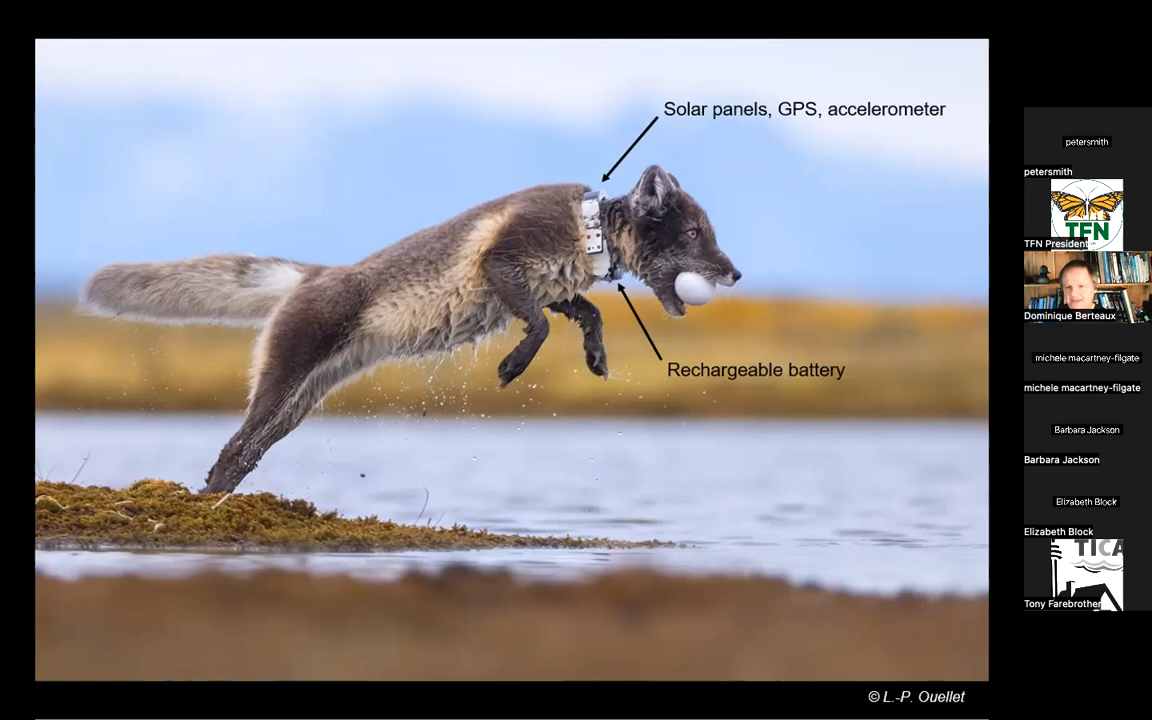 Solar panels, GPS, accelerometer
Rechargeable battery
© L.-P. Ouellet
petersmith
petersmith
TFN
TFN President
Dominique Berteaux
michele macartney-filgate
michele macartney-filgate
Barbara Jackson
Barbara Jackson
Elizabeth Block
Elizabeth Block
TICA
Tony Farebrother